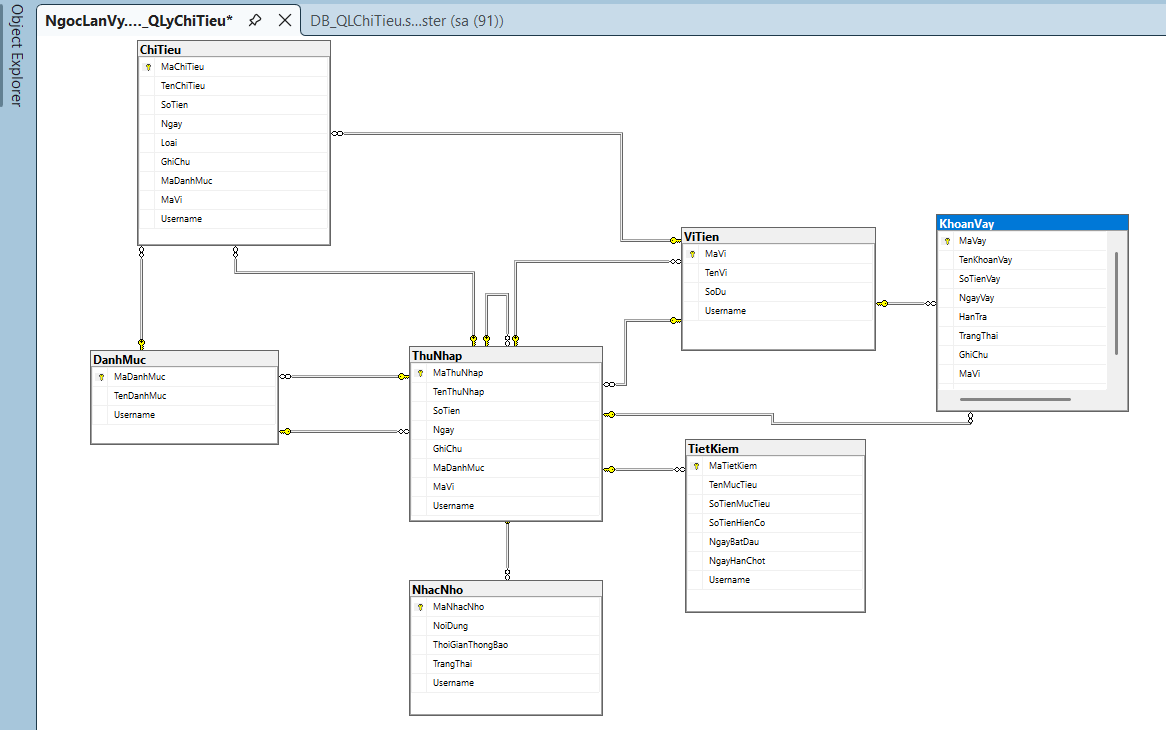 Object Explorer
NgocLanVy...._QLyChiTieu*
DB_QLChiTieu.s...ster (sa (91))
ChiTieu
MaChiTieu
TenChiTieu
SoTien
Ngay
Loai
GhiChu
MaDanhMuc
MaVi
Username
ViTien
MaVi
TenVi
SoDu
Username
KhoanVay
MaVay
TenKhoanVay
SoTienVay
NgayVay
HanTra
TrangThai
GhiChu
MaVi
DanhMuc
MaDanhMuc
TenDanhMuc
Username
ThuNhap
MaThuNhap
TenThuNhap
SoTien
Ngay
GhiChu
MaDanhMuc
MaVi
Username
TietKiem
MaTietKiem
TenMucTieu
SoTienMucTieu
SoTienHienCo
NgayBatDau
NgayHanChot
Username
NhacNho
MaNhacNho
NoiDung
ThoiGianThongBao
TrangThai
Username